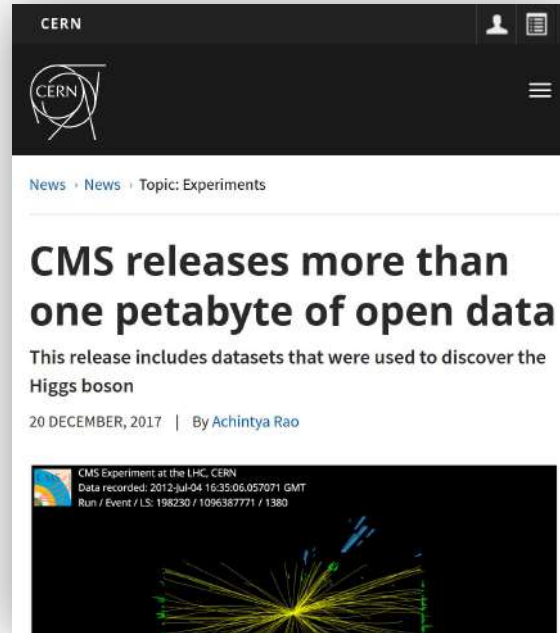 CERN
CERN
News › News › Topic: Experiments
CMS releases more than
one petabyte of open data
This release includes datasets that were used to discover the
Higgs boson
20 DECEMBER, 2017 | By Achintya Rao
CMS Experiment at the LHC, CERN
Data recorded: 2012-Jul-04 16:35:06.057071 GMT
Run / Event / LS: 198230 / 1096387771 / 1380